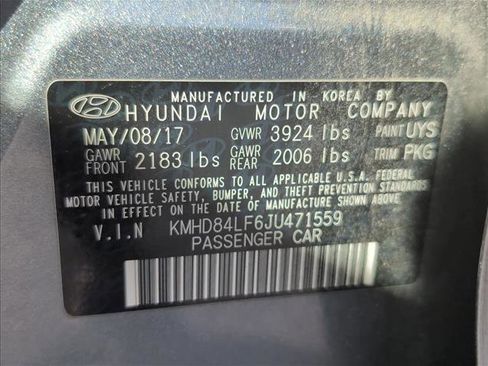 MANUFACTURED IN KOREA BY
HYUNDAI MOTOR COMPANY
MAY/08/17 GVWR 3924 lbs PAINT UYS
GAWR FRONT 2183 lbs GAWR REAR 2006 lbs TRIM PKG
THIS VEHICLE CONFORMS TO ALL APPLICABLE U.S.A. FEDERAL
MOTOR VEHICLE SAFETY, BUMPER, AND THEFT PREVENTION STANDARDS
IN EFFECT ON THE DATE OF MANUFACTURE SHOWN ABOVE.
V.I.N KMHD84LF6JU471559
PASSENGER CAR